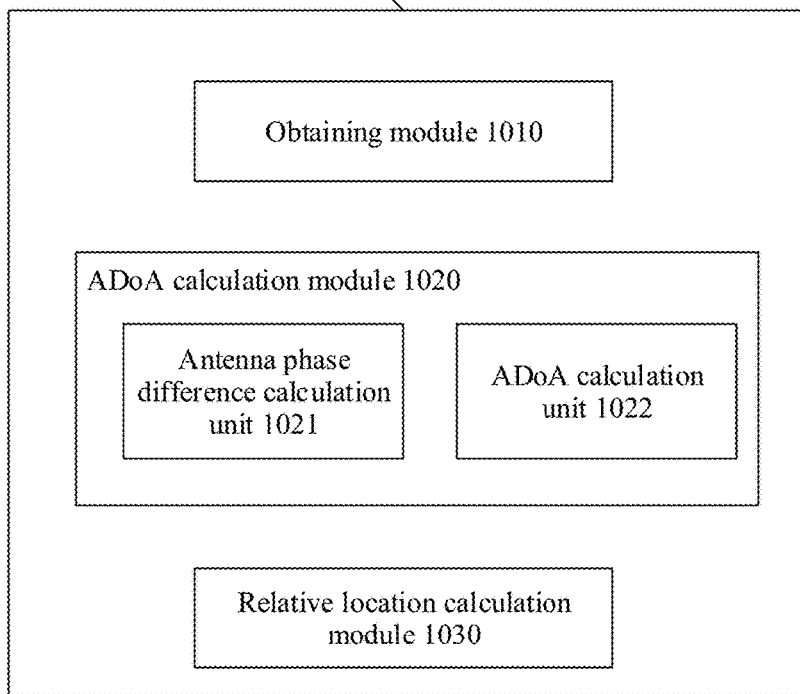 Obtaining module 1010
ADoA calculation module 1020
Antenna phase
difference calculation
unit 1021
ADoA calculation
unit 1022
Relative location calculation
module 1030